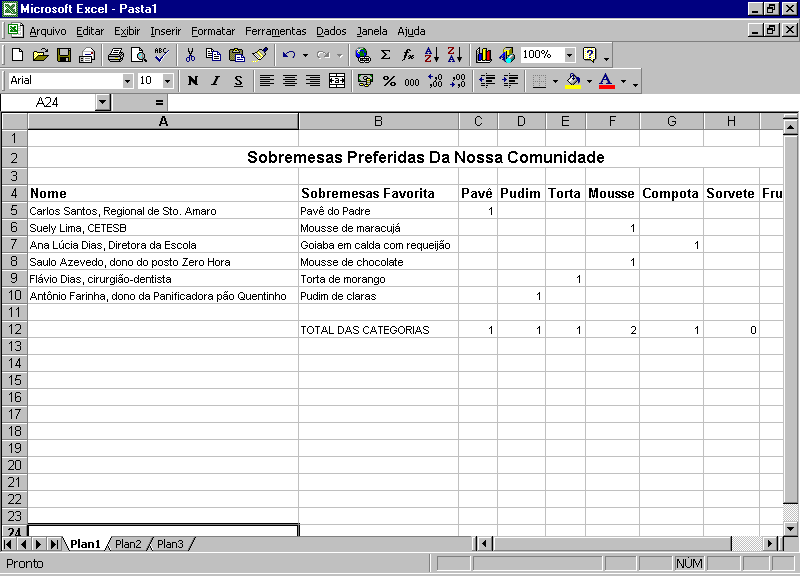 Microsoft Excel - Pasta1
Arquivo Editar Exibir Inserir Formatar Ferramentas Dados Janela Ajuda
100%
Arial 10 N I S % 000
A24 =
A B C D E F G H
1
2 Sobremesas Preferidas Da Nossa Comunidade
3
4 Nome Sobremesas Favorita Pavê Pudim Torta Mousse Compota Sorvete Fru
5 Carlos Santos, Regional de Sto. Amaro Pavê do Padre 1
6 Suely Lima, CETESB Mousse de maracujá 1
7 Ana Lúcia Dias, Diretora da Escola Goiaba em calda com requeijão 1
8 Saulo Azevedo, dono do posto Zero Hora Mousse de chocolate 1
9 Flávio Dias, cirurgião-dentista Torta de morango 1
10 Antônio Farinha, dono da Panificadora pão Quentinho Pudim de claras 1
11
12 TOTAL DAS CATEGORIAS 1 1 1 2 1 0
13
14
15
16
17
18
19
20
21
22
23
24
Plan1 Plan2 Plan3
Pronto NÚM